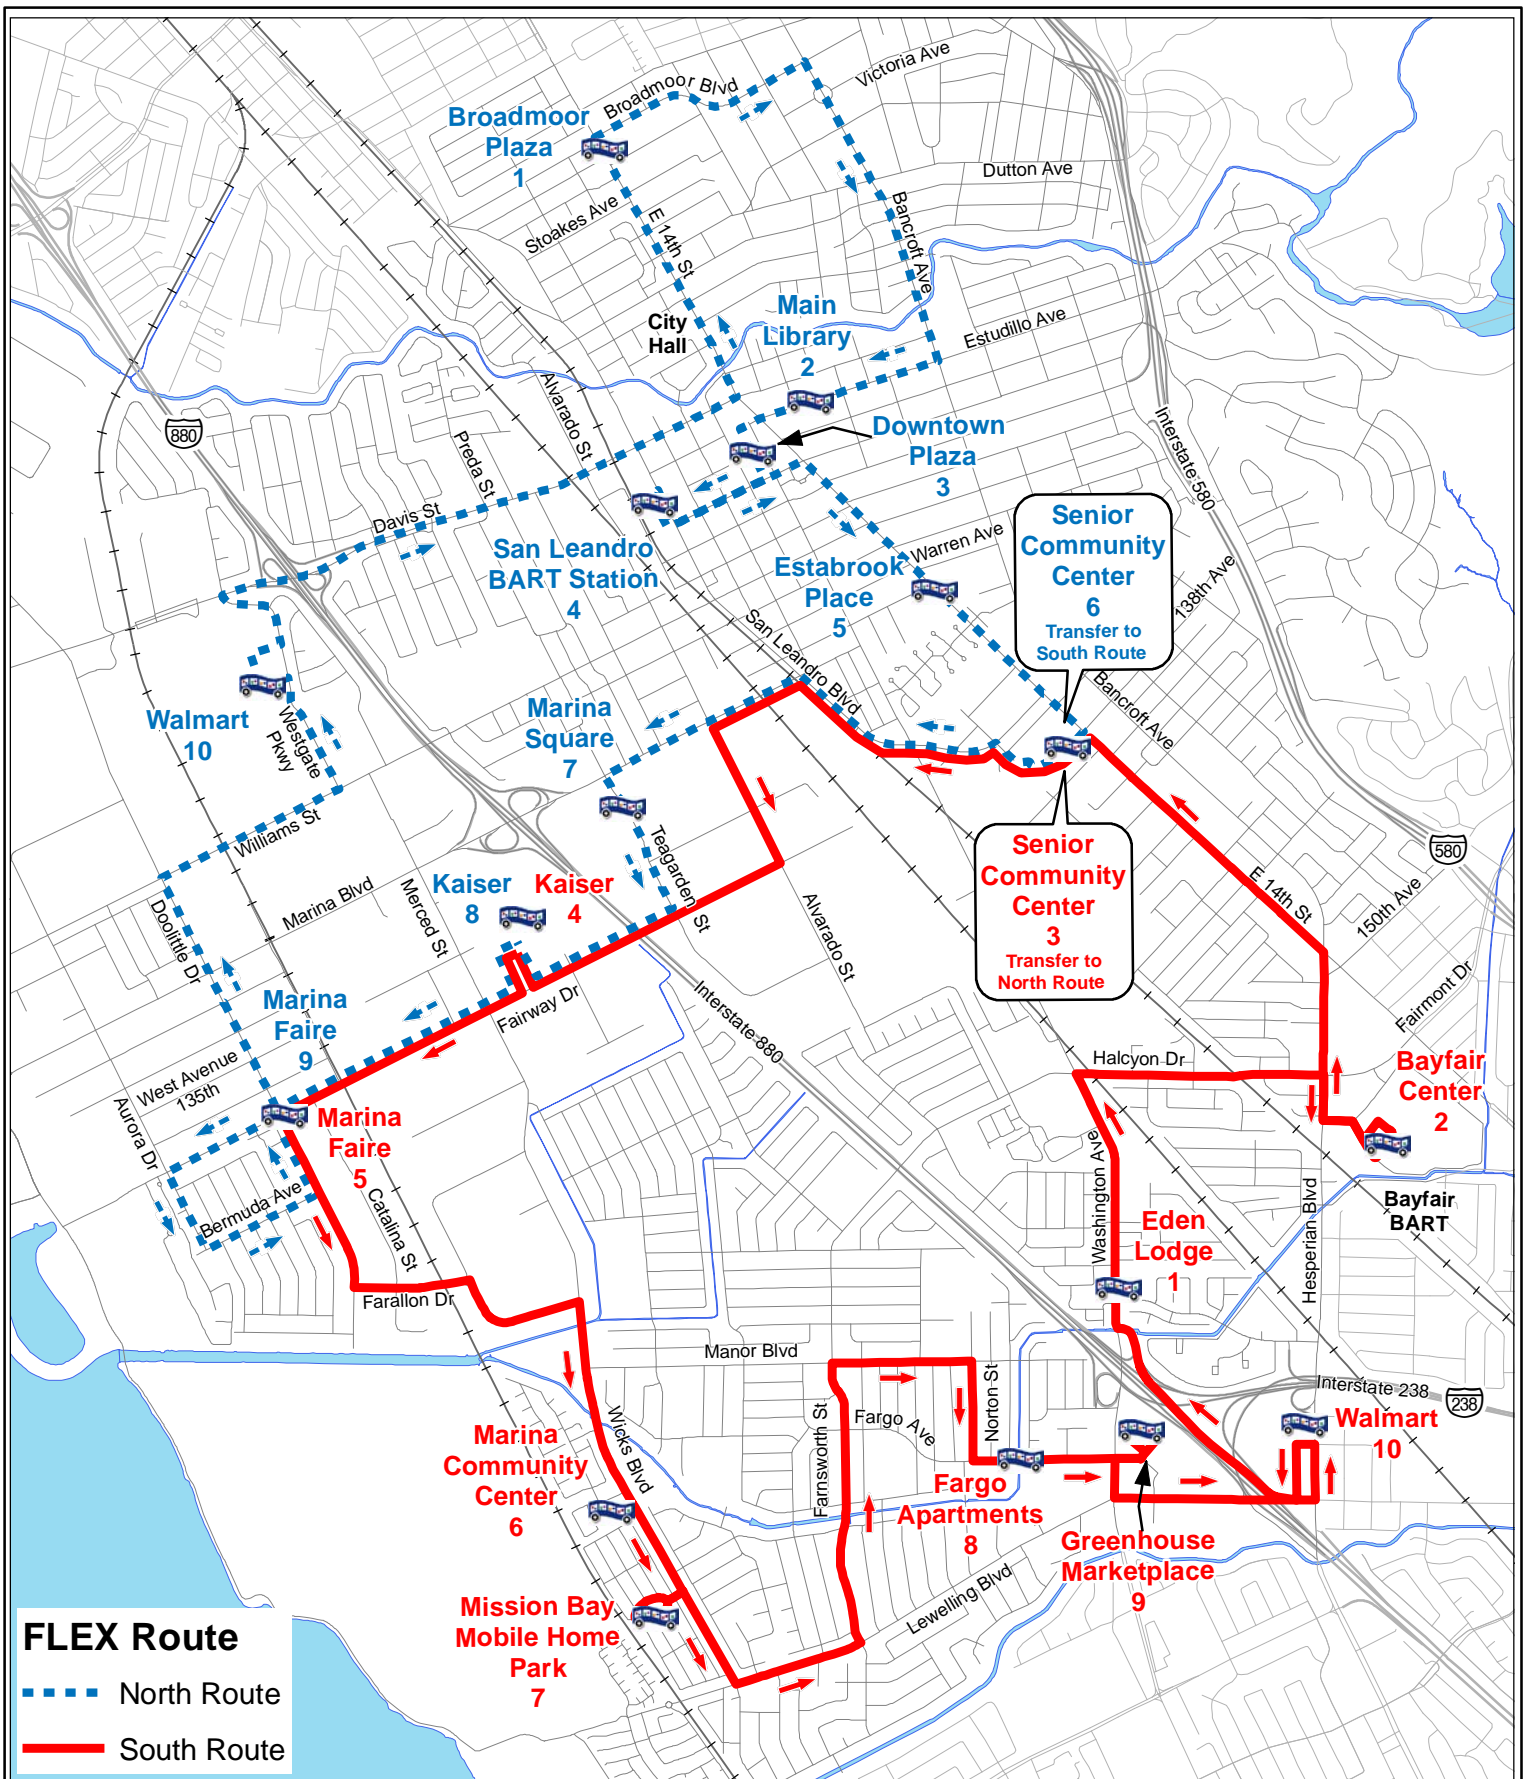 Victoria Ave
Broadmoor Blvd
Broadmoor
Plaza
1
Dutton Ave
Stoakes Ave
E 14th St
Bancroft Ave
City
Hall
Main
Library
2
Estudillo Ave
Alvarado St
880
Preda St
Downtown
Plaza
3
Interstate 580
Davis St
San Leandro
BART Station
4
Warren Ave
Estabrook
Place
5
Senior
Community
Center
6
Transfer to
South Route
138th Ave
San Leandro Blvd
Bancroft Ave
Walmart
10
Westgate
Pkwy
Marina
Square
7
Williams St
Teagarden St
Senior
Community
Center
3
Transfer to
North Route
580
E 14th St
150th Ave
Marina Blvd
Merced St
Kaiser
8
Kaiser
4
Doolittle Dr
Alvarado St
Fairmont Dr
Marina
Faire
9
Fairway Dr
Interstate 880
Halcyon Dr
Bayfair
Center
2
West Avenue
135th
Aurora Dr
Marina
Faire
5
Washington Ave
Bermuda Ave
Catalina St
Eden
Lodge
1
Hesperian Blvd
Bayfair
BART
Farallon Dr
Manor Blvd
Interstate 238
238
Norton St
Farnsworth St
Fargo Ave
Walmart
10
Wicks Blvd
Marina
Community
Center
6
Fargo
Apartments
8
Greenhouse
Marketplace
9
Lewelling Blvd
Mission Bay
Mobile Home
Park
7
FLEX Route
North Route
South Route